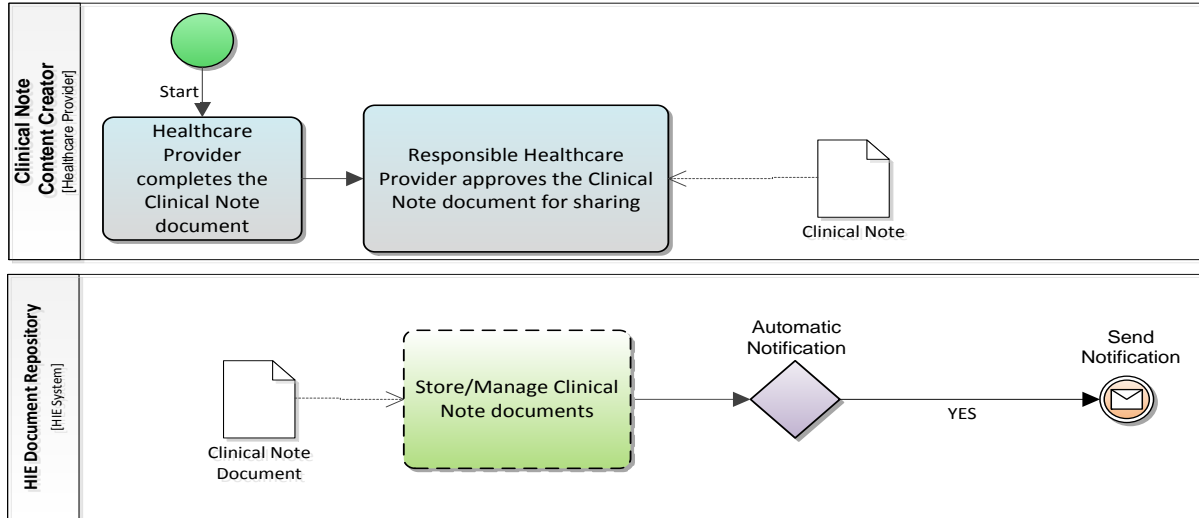 Clinical Note
Content Creator
[Healthcare Provider]
Start
Healthcare
Provider
completes the
Clinical Note
document
Responsible Healthcare
Provider approves the Clinical
Note document for sharing
Clinical Note
HIE Document Repository
[HIE System]
Clinical Note
Document
Store/Manage Clinical
Note documents
Automatic
Notification
YES
Send
Notification